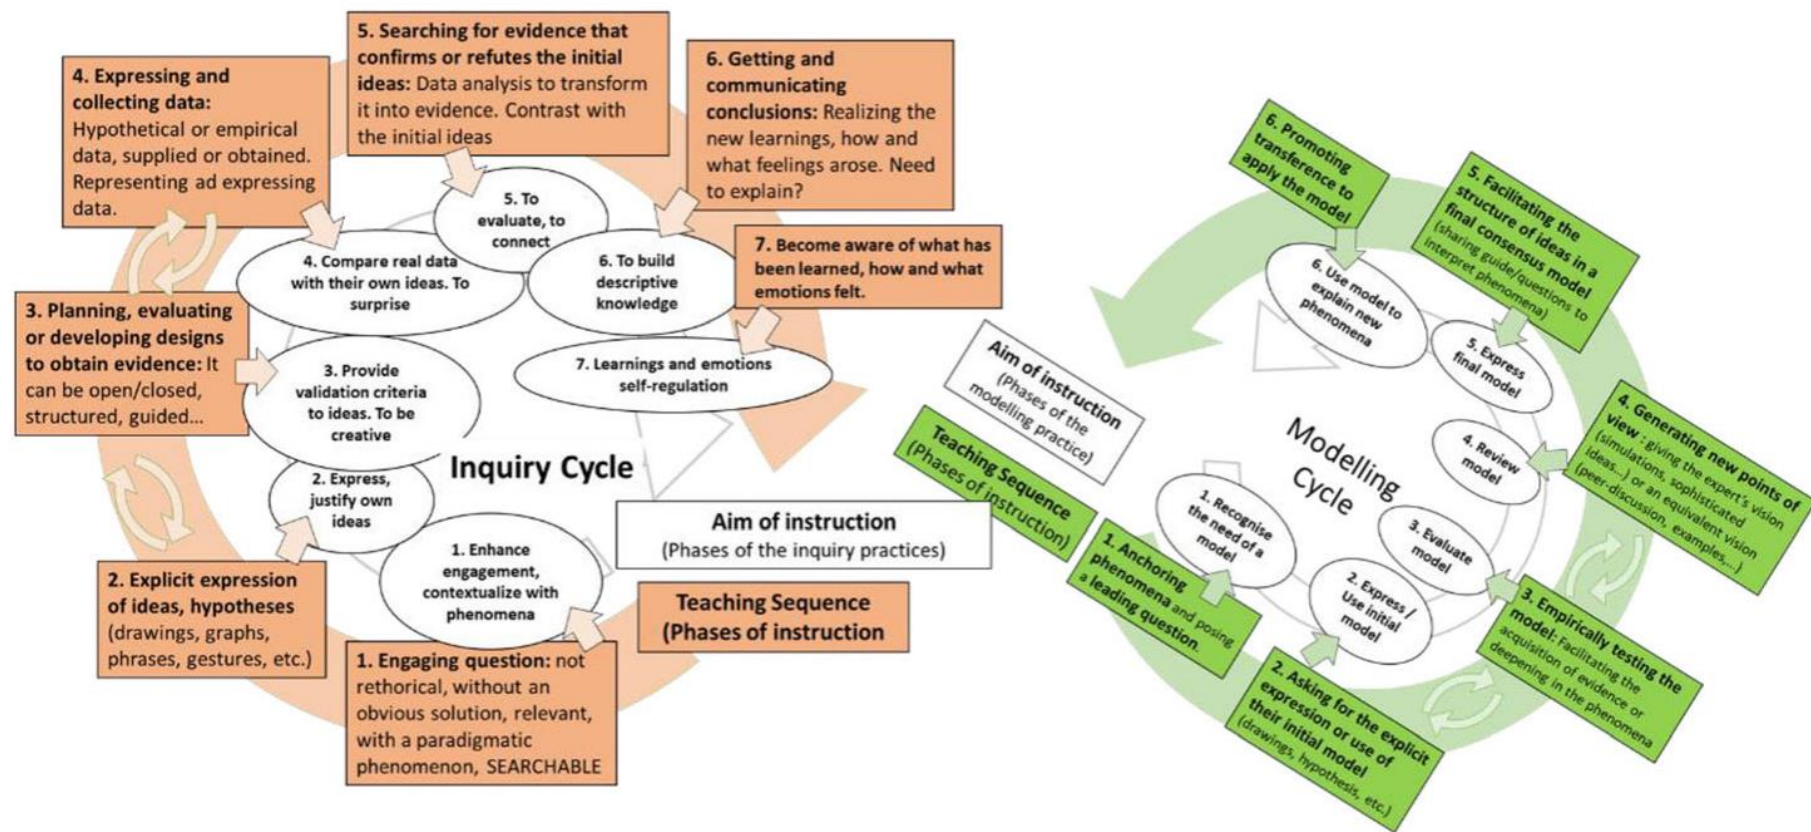 5. Searching for evidence that
confirms or refutes the initial
ideas: Data analysis to transform
it into evidence. Contrast with
the initial ideas
4. Expressing and
collecting data:
Hypothetical or empirical
data, supplied or obtained.
Representing ad expressing
data.
6. Getting and
communicating
conclusions: Realizing the
new learnings, how and
what feelings arose. Need
to explain?
7. Become aware of what has
been learned, how and what
emotions felt.
3. Planning, evaluating
or developing designs
to obtain evidence: It
can be open/closed,
structured, guided...
2. Explicit expression
of ideas, hypotheses
(drawings, graphs,
phrases, gestures, etc.)
1. Engaging question: not
rethorical, without an
obvious solution, relevant,
with a paradigmatic
phenomenon, SEARCHABLE
5. To
evaluate, to
connect
4. Compare real data
with their own ideas. To
surprise
6. To build
descriptive
knowledge
3. Provide
validation criteria
to ideas. To be
creative
7. Learnings and emotions
self-regulation
2. Express,
justify own
ideas
1. Enhance
engagement,
contextualize with
phenomena
Inquiry Cycle
Aim of instruction
(Phases of the inquiry practices)
Teaching Sequence
(Phases of instruction
6. Promoting
transference to
apply the model
5. Facilitating the
structure of ideas in a
final consensus model
(sharing guide/questions to
interpret phenomena)
4. Generating new points of
view : giving the expert's vision
(simulations, sophisticated
ideas...) or an equivalent vision
(peer-discussion, examples,...)
3. Empirically testing the
model: Facilitating the
acquisition of evidence or
deepening in the phenomena
2. Asking for the explicit
expression or use of
their initial model
(drawings, hypothesis, etc.)
1. Anchoring
phenomena and posing
a leading question.
6. Use model to
explain new
phenomena
5. Express
final model
4. Review
model
3. Evaluate
model
2. Express /
Use initial
model
1. Recognise
the need of a
model
Modelling
Cycle
Aim of instruction
(Phases of the
modelling practice)
Teaching Sequence
(Phases of instruction)